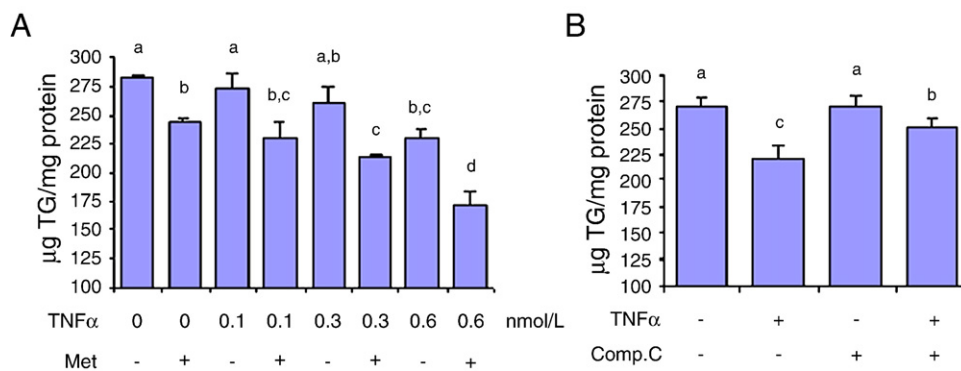 A
µg TG/mg protein
300
275
250
225
200
175
150
125
100
a
b
a
b,c
a,b
c
b,c
d
TNFα 0 0 0.1 0.1 0.3 0.3 0.6 0.6 nmol/L
Met - + - + - + - +
B
µg TG/mg protein
300
275
250
225
200
175
150
125
100
a
c
a
b
TNFα - + - +
Comp.C - - + +